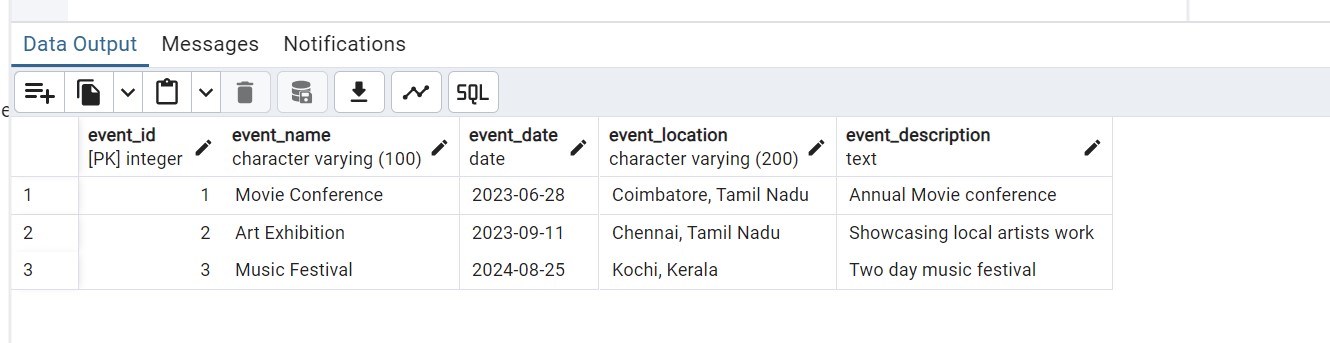 Data Output Messages Notifications
SQL
event_id event_name event_date event_location event_description
[PK] integer character varying (100) date character varying (200) text
1 1 Movie Conference 2023-06-28 Coimbatore, Tamil Nadu Annual Movie conference
2 2 Art Exhibition 2023-09-11 Chennai, Tamil Nadu Showcasing local artists work
3 3 Music Festival 2024-08-25 Kochi, Kerala Two day music festival